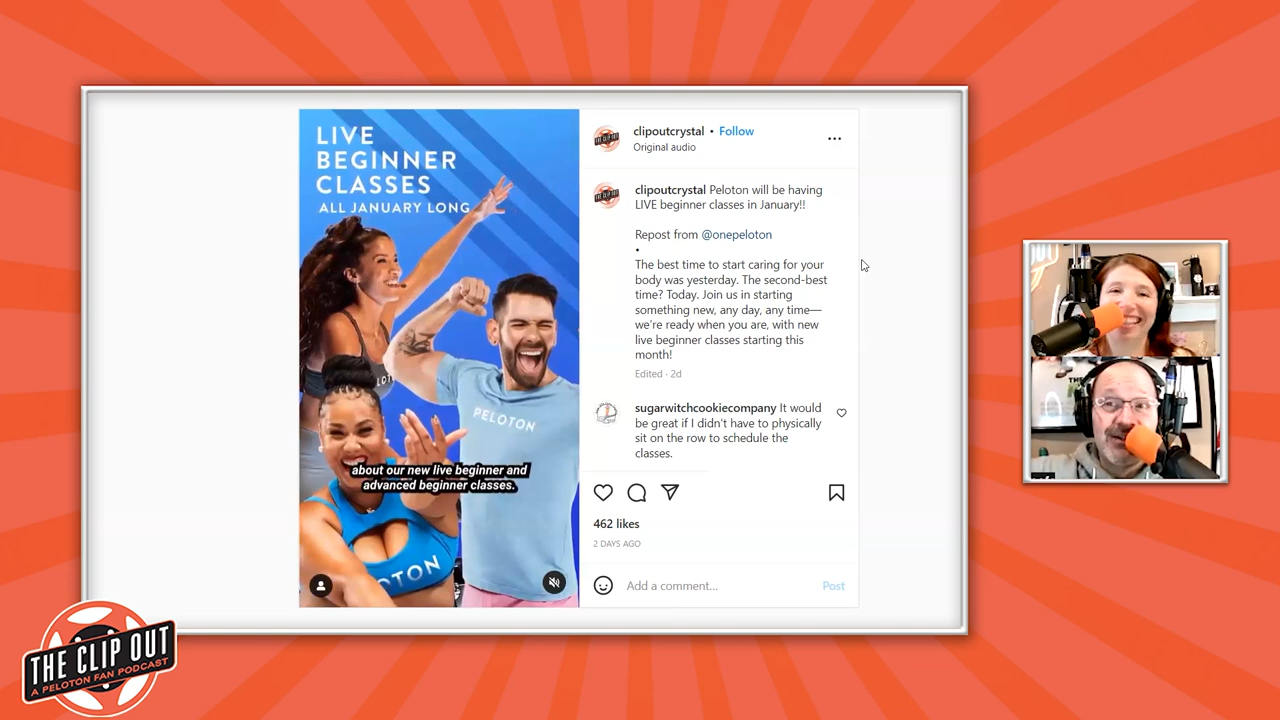 LIVE
BEGINNER
CLASSES
ALL JANUARY LONG
PELOTON
about our new live beginner and
advanced beginner classes.
clipoutcrystal • Follow
Original audio
clipoutcrystal Peloton will be having
LIVE beginner classes in January!!
Repost from @onepeloton
•
The best time to start caring for your
body was yesterday. The second-best
time? Today. Join us in starting
something new, any day, any time—
we're ready when you are, with new
live beginner classes starting this
month!
Edited · 2d
sugarwitchcookiecompany It would
be great if I didn't have to physically
sit on the row to schedule the
classes.
462 likes
2 DAYS AGO
Add a comment... Post
THE CLIP OUT
A PELOTON FAN PODCAST